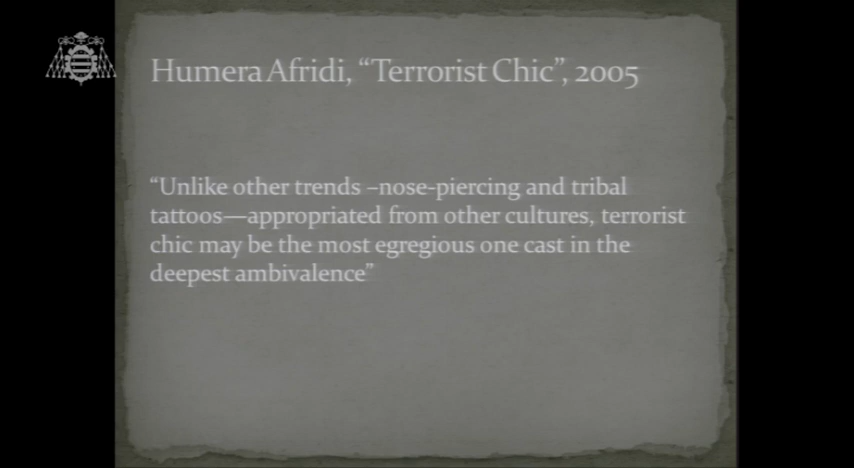 Humera Afridi, “Terrorist Chic”, 2005
“Unlike other trends –nose-piercing and tribal
tattoos—appropriated from other cultures, terrorist
chic may be the most egregious one cast in the
deepest ambivalence”